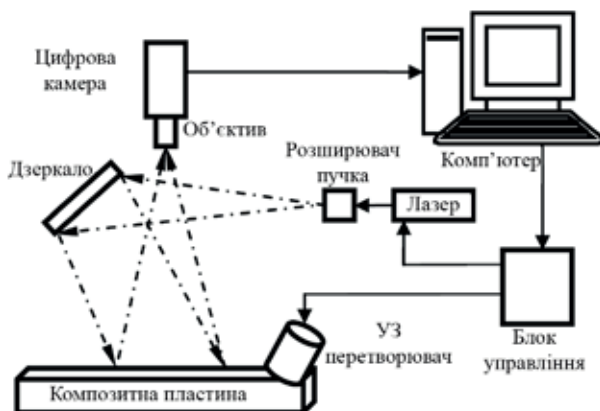 Цифрова
камера
Об’єктив
Дзеркало
Розширювач
пучка
Комп’ютер
Лазер
УЗ
перетворювач
Блок
управління
Композитна пластина